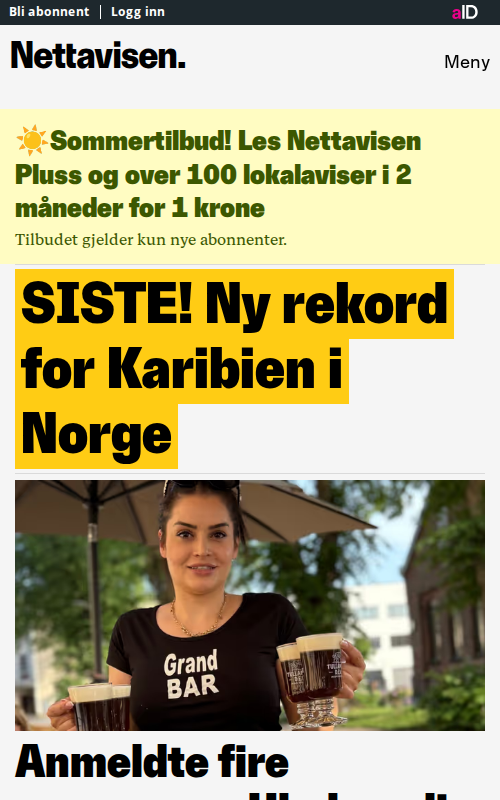 Bli abonnent
Logg inn
aID
Nettavisen.
Meny
Sommertilbud! Les Nettavisen
Pluss og over 100 lokalaviser i 2
måneder for 1 krone
Tilbudet gjelder kun nye abonnenter.
SISTE! Ny rekord
for Karibien i
Norge
Grand
BAR
Anmeldte fire